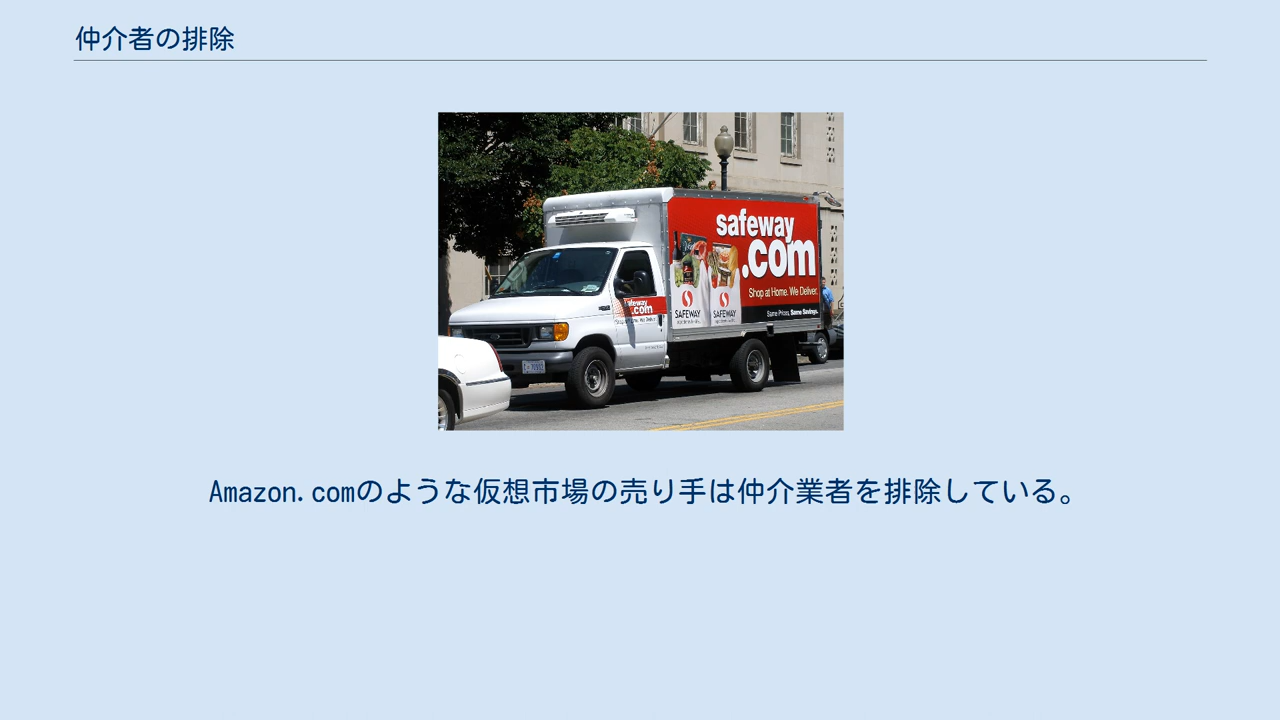 仲介者の排除
safeway
.com
Shop at Home. We Deliver.
SAFEWAY
SAFEWAY
Same Prices, Same Savings.
safeway
.com
Amazon.comのような仮想市場の売り手は仲介業者を排除している。